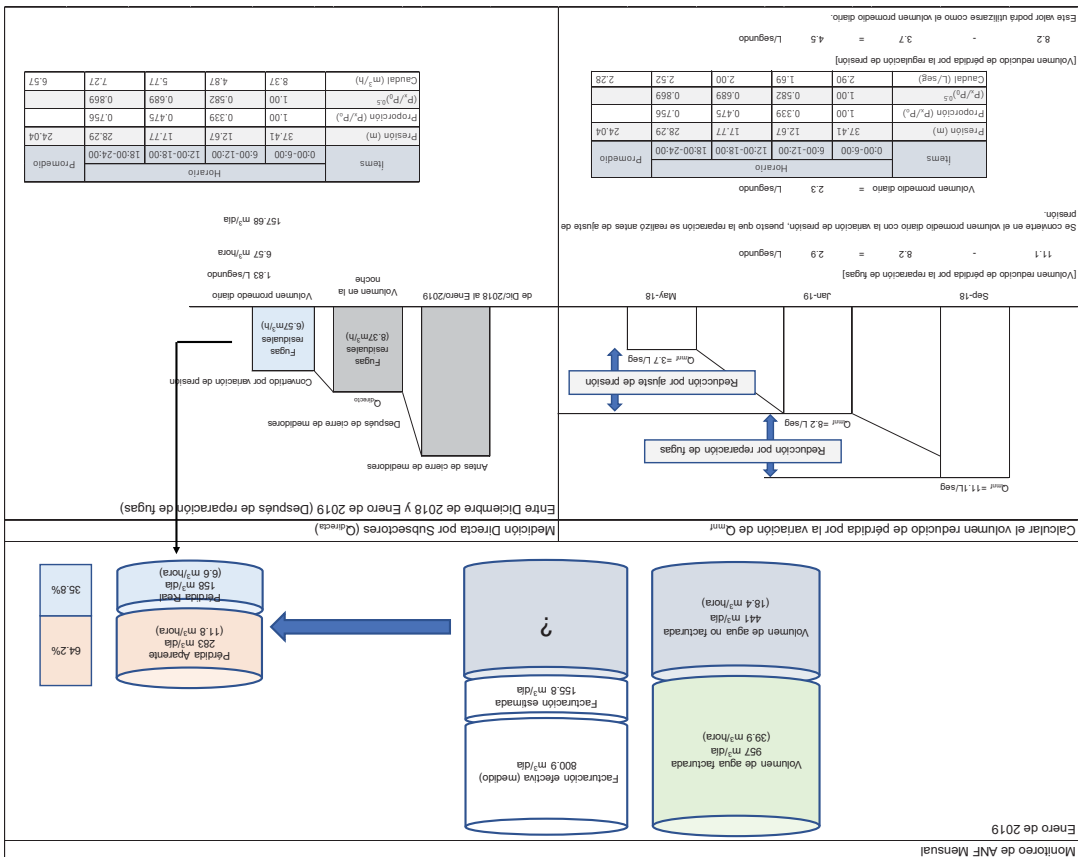 Monitoreo de ANF Mensual
Enero de 2019
Volumen de agua facturada
957 m³/día
(39.9 m³/hora)
Volumen de agua no facturada
441 m³/día
(18.4 m³/hora)
Facturación efectiva (medido)
800.9 m³/día
Facturación estimada
155.8 m³/día
?
Pérdida Aparente
283 m³/día
(11.8 m³/hora)
Pérdida Real
158 m³/día
(6.6 m³/hora)
64.2%
35.8%
Calcular el volumen reducido de pérdida por la variación de Qmnf
Qmnf =11.1L/seg
Reducción por reparación de fugas
Qmnf =8.2 L/seg
Reducción por ajuste de presión
Qmnf =3.7 L/seg
Sep-18 Jan-19 May-18
[Volumen reducido de pérdida por la reparación de fugas]
11.1 - 8.2 = 2.9 L/segundo
Se convierte en el volumen promedio diario con la variación de presión, puesto que la reparación se realizó antes de ajuste de
presión.
Volumen promedio diario = 2.3 L/segundo
Ítems Horario Promedio
0:00-6:00 6:00-12:00 12:00-18:00 18:00-24:00
Presión (m) 37.41 12.67 17.77 28.29 24.04
Proporción (Pₓ/P₀) 1.00 0.339 0.475 0.756
(Pₓ/P₀)⁰·⁵ 1.00 0.582 0.689 0.869
Caudal (L/seg) 2.90 1.69 2.00 2.52 2.28
[Volumen reducido de pérdida por la regulación de presión]
8.2 - 3.7 = 4.5 L/segundo
Este valor podrá utilizarse como el volumen promedio diario.
Medición Directa por Subsectores (Qdirecta)
Entre Diciembre de 2018 y Enero de 2019 (Después de reparación de fugas)
Antes de cierre de medidores
Después de cierre de medidores
Qdirecto
Convertido por variación de presión
Fugas
residuales
(8.37m³/h)
Fugas
residuales
(6.57m³/h)
de Dic/2018 al Enero/2019
Volumen en la
noche
Volumen promedo diario
1.83 L/segundo
6.57 m³/hora
157.68 m³/día
Ítems Horario Promedio
0:00-6:00 6:00-12:00 12:00-18:00 18:00-24:00
Presión (m) 37.41 12.67 17.77 28.29 24.04
Proporción (Pₓ/P₀) 1.00 0.339 0.475 0.756
(Pₓ/P₀)⁰·⁵ 1.00 0.582 0.689 0.869
Caudal (m³/h) 8.37 4.87 5.77 7.27 6.57